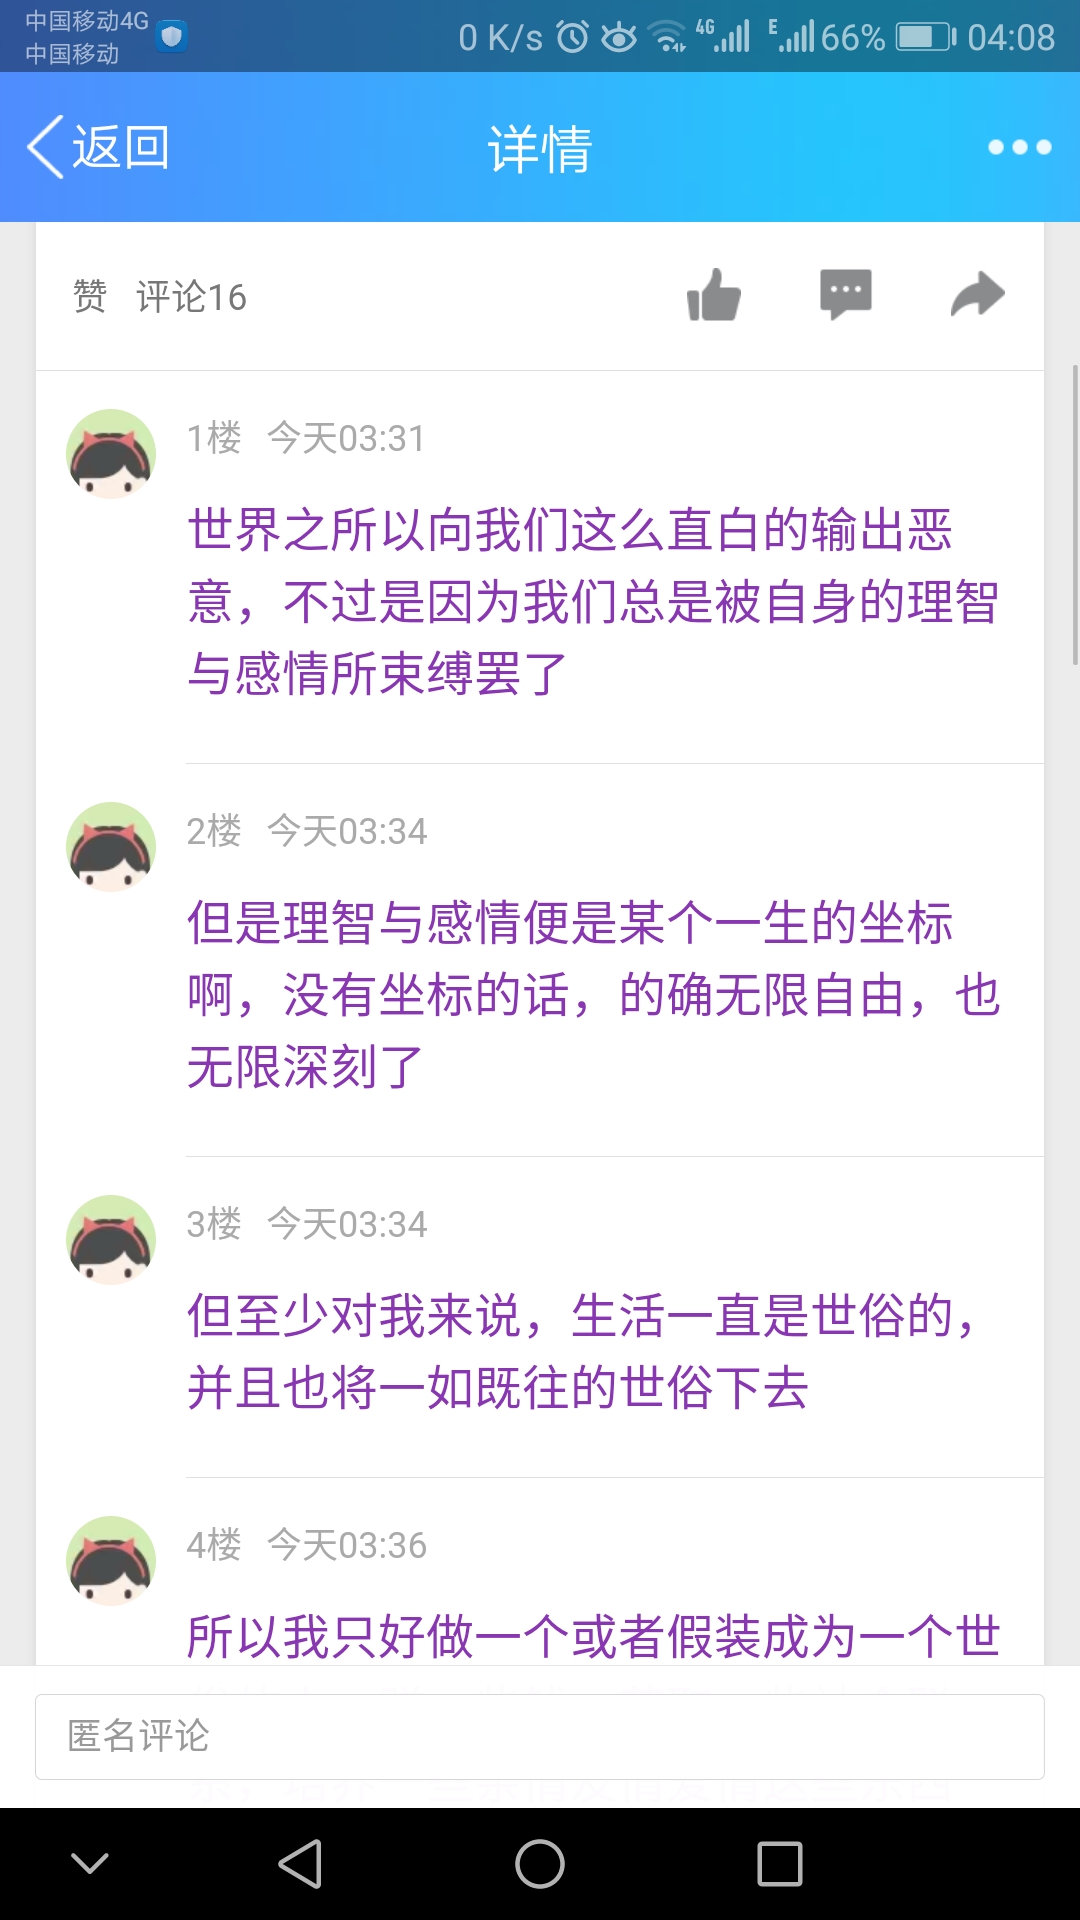 中国移动4G
中国移动
0 K/s 4G E 66% 04:08
返回 详情
赞 评论16
1楼 今天03:31
世界之所以向我们这么直白的输出恶
意，不过是因为我们总是被自身的理智
与感情所束缚罢了
2楼 今天03:34
但是理智与感情便是某个一生的坐标
啊，没有坐标的话，的确无限自由，也
无限深刻了
3楼 今天03:34
但至少对我来说，生活一直是世俗的，
并且也将一如既往的世俗下去
4楼 今天03:36
所以我只好做一个或者假装成为一个世
匿名评论